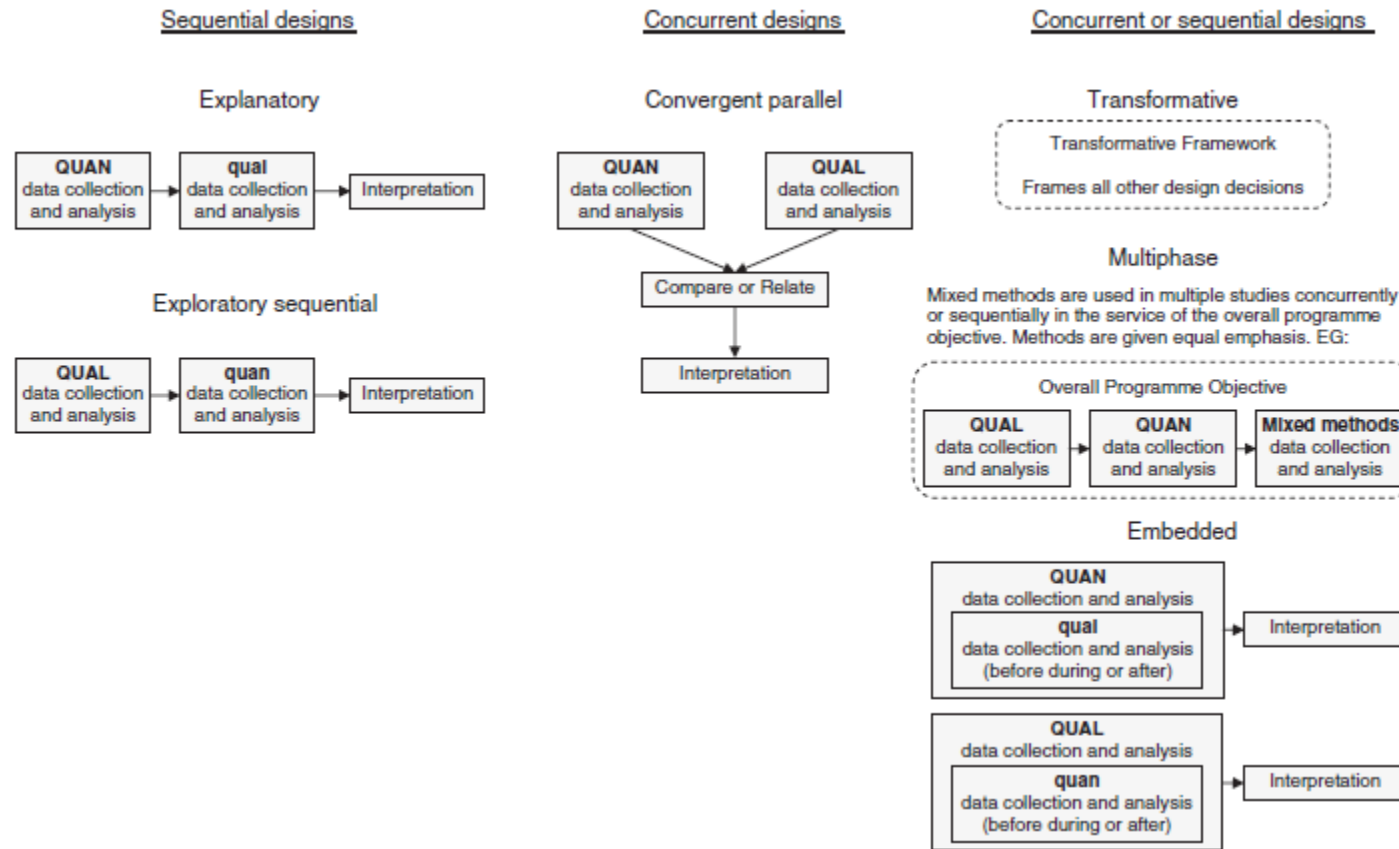 Sequential designs
Explanatory
QUAN
data collection
and analysis
qual
data collection
and analysis
Interpretation
Exploratory sequential
QUAL
data collection
and analysis
quan
data collection
and analysis
Interpretation
Concurrent designs
Convergent parallel
QUAN
data collection
and analysis
QUAL
data collection
and analysis
Compare or Relate
Interpretation
Concurrent or sequential designs
Transformative
Transformative Framework
Frames all other design decisions
Multiphase
Mixed methods are used in multiple studies concurrently
or sequentially in the service of the overall programme
objective. Methods are given equal emphasis. EG:
Overall Programme Objective
QUAL
data collection
and analysis
QUAN
data collection
and analysis
Mixed methods
data collection
and analysis
Embedded
QUAN
data collection and analysis
qual
data collection and analysis
(before during or after)
Interpretation
QUAL
data collection and analysis
quan
data collection and analysis
(before during or after)
Interpretation